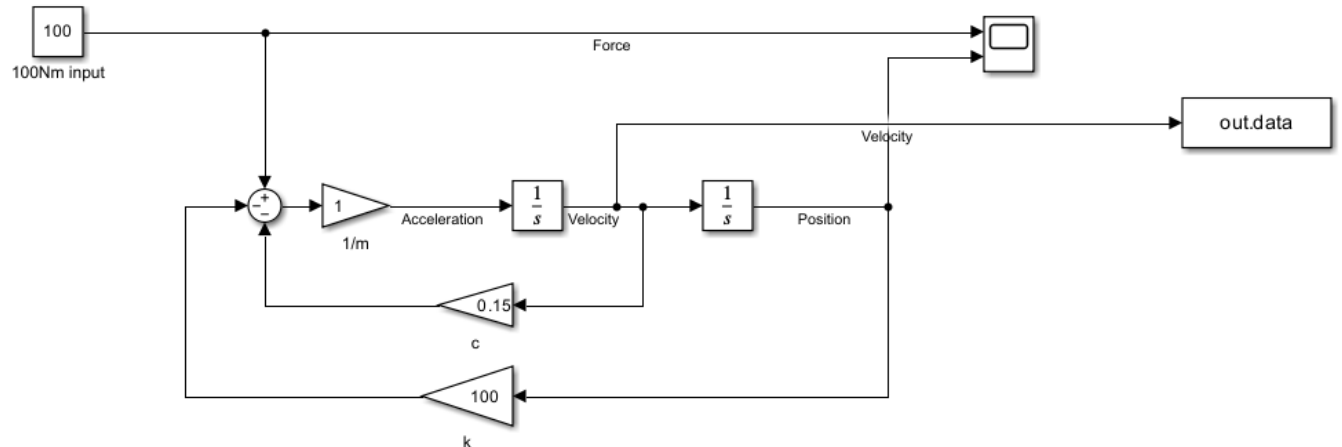 100
100Nm input
Force
Velocity
out.data
+
−
−
1
1/m
Acceleration
1
s
Velocity
1
s
Position
0.15
c
100
k